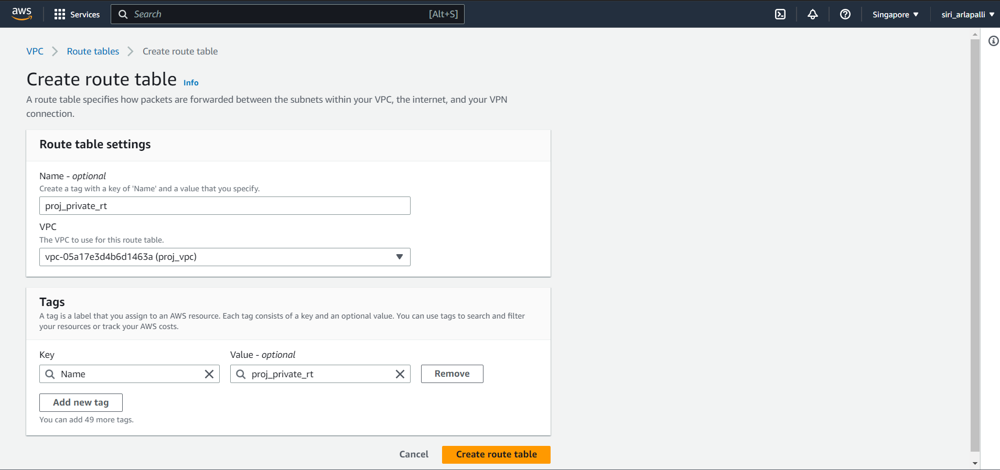 aws Services Search [Alt+S] Singapore siri_arlapalli
VPC Route tables Create route table
Create route table Info
A route table specifies how packets are forwarded between the subnets within your VPC, the internet, and your VPN
connection.
Route table settings
Name - optional
Create a tag with a key of 'Name' and a value that you specify.
proj_private_rt
VPC
The VPC to use for this route table.
vpc-05a17e3d4b6d1463a (proj_vpc)
Tags
A tag is a label that you assign to an AWS resource. Each tag consists of a key and an optional value. You can use tags to search and filter
your resources or track your AWS costs.
Key Value - optional
Name proj_private_rt Remove
Add new tag
You can add 49 more tags.
Cancel Create route table